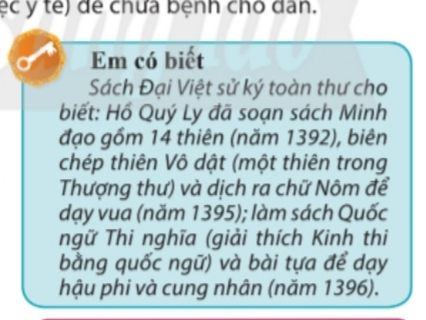 ệc y tế) để chữa bệnh cho dân.
Em có biết
Sách Đại Việt sử ký toàn thư cho
biết: Hồ Quý Ly đã soạn sách Minh
đạo gồm 14 thiên (năm 1392), biên
chép thiên Vô dật (một thiên trong
Thượng thư) và dịch ra chữ Nôm để
dạy vua (năm 1395); làm sách Quốc
ngữ Thi nghĩa (giải thích Kinh thi
bằng quốc ngữ) và bài tựa để dạy
hậu phi và cung nhân (năm 1396).